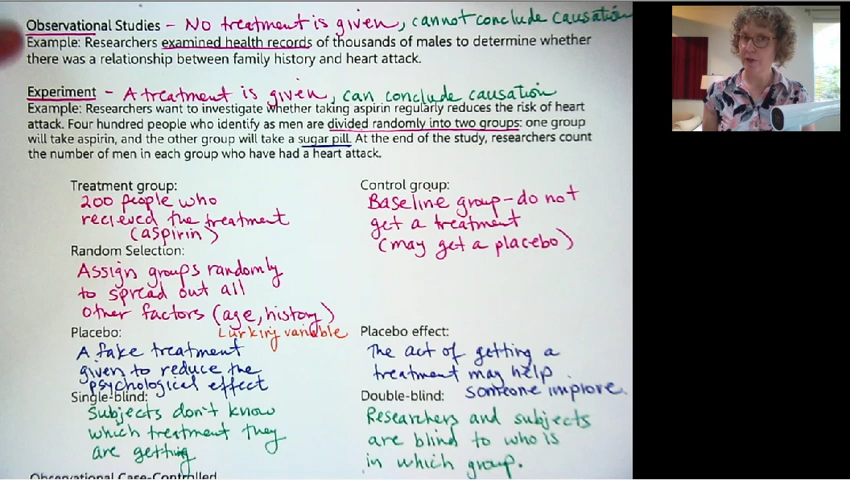 Observational Studies - No treatment is given, cannot conclude causation
Example: Researchers examined health records of thousands of males to determine whether
there was a relationship between family history and heart attack.
Experiment - A treatment is given, can conclude causation
Example: Researchers want to investigate whether taking aspirin regularly reduces the risk of heart
attack. Four hundred people who identify as men are divided randomly into two groups: one group
will take aspirin, and the other group will take a sugar pill. At the end of the study, researchers count
the number of men in each group who have had a heart attack.
Treatment group:
200 people who
recieved the treatment
(aspirin)
Control group:
Baseline group - do not
get a treatment
(may get a placebo)
Random Selection:
Assign groups randomly
to spread out all
other factors (age, history)
Lurking variable
Placebo:
A fake treatment
given to reduce the
psychological effect
Placebo effect:
The act of getting a
treatment may help
someone improve.
Single-blind:
Subjects don't know
which treatment they
are getting
Double-blind:
Researchers and subjects
are blind to who is
in which group.
Observational Case-Controlled